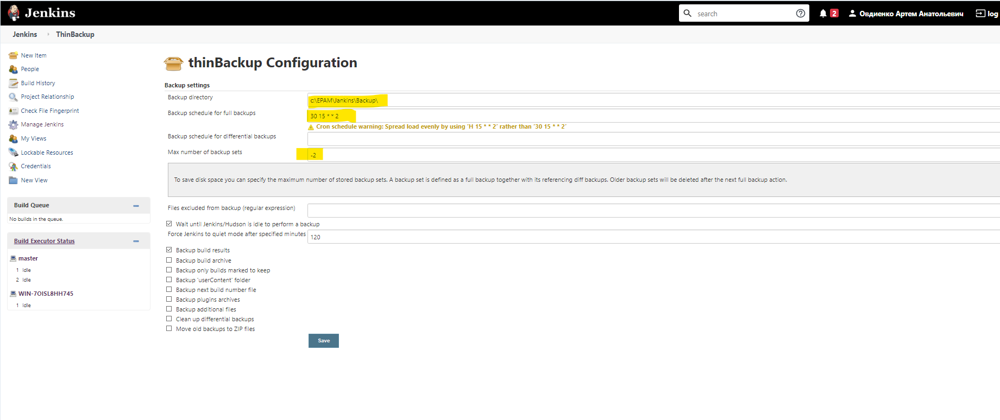 Jenkins
search
2
Овдиенко Артем Анатольевич
log
Jenkins
ThinBackup
New Item
People
Build History
Project Relationship
Check File Fingerprint
Manage Jenkins
My Views
Lockable Resources
Credentials
New View
Build Queue
No builds in the queue.
Build Executor Status
master
1 Idle
2 Idle
WIN-7OISL8HH745
1 Idle
thinBackup Configuration
Backup settings
Backup directory
c:\EPAM\Jankins\Backup\
Backup schedule for full backups
30 15 * * 2
Cron schedule warning: Spread load evenly by using 'H 15 * * 2' rather than '30 15 * * 2'
Backup schedule for differential backups
Max number of backup sets
-2
To save disk space you can specify the maximum number of stored backup sets. A backup set is defined as a full backup together with its referencing diff backups. Older backup sets will be deleted after the next full backup action.
Files excluded from backup (regular expression)
Wait until Jenkins/Hudson is idle to perform a backup
Force Jenkins to quiet mode after specified minutes
120
Backup build results
Backup build archive
Backup only builds marked to keep
Backup 'userContent' folder
Backup next build number file
Backup plugins archives
Backup additional files
Clean up differential backups
Move old backups to ZIP files
Save